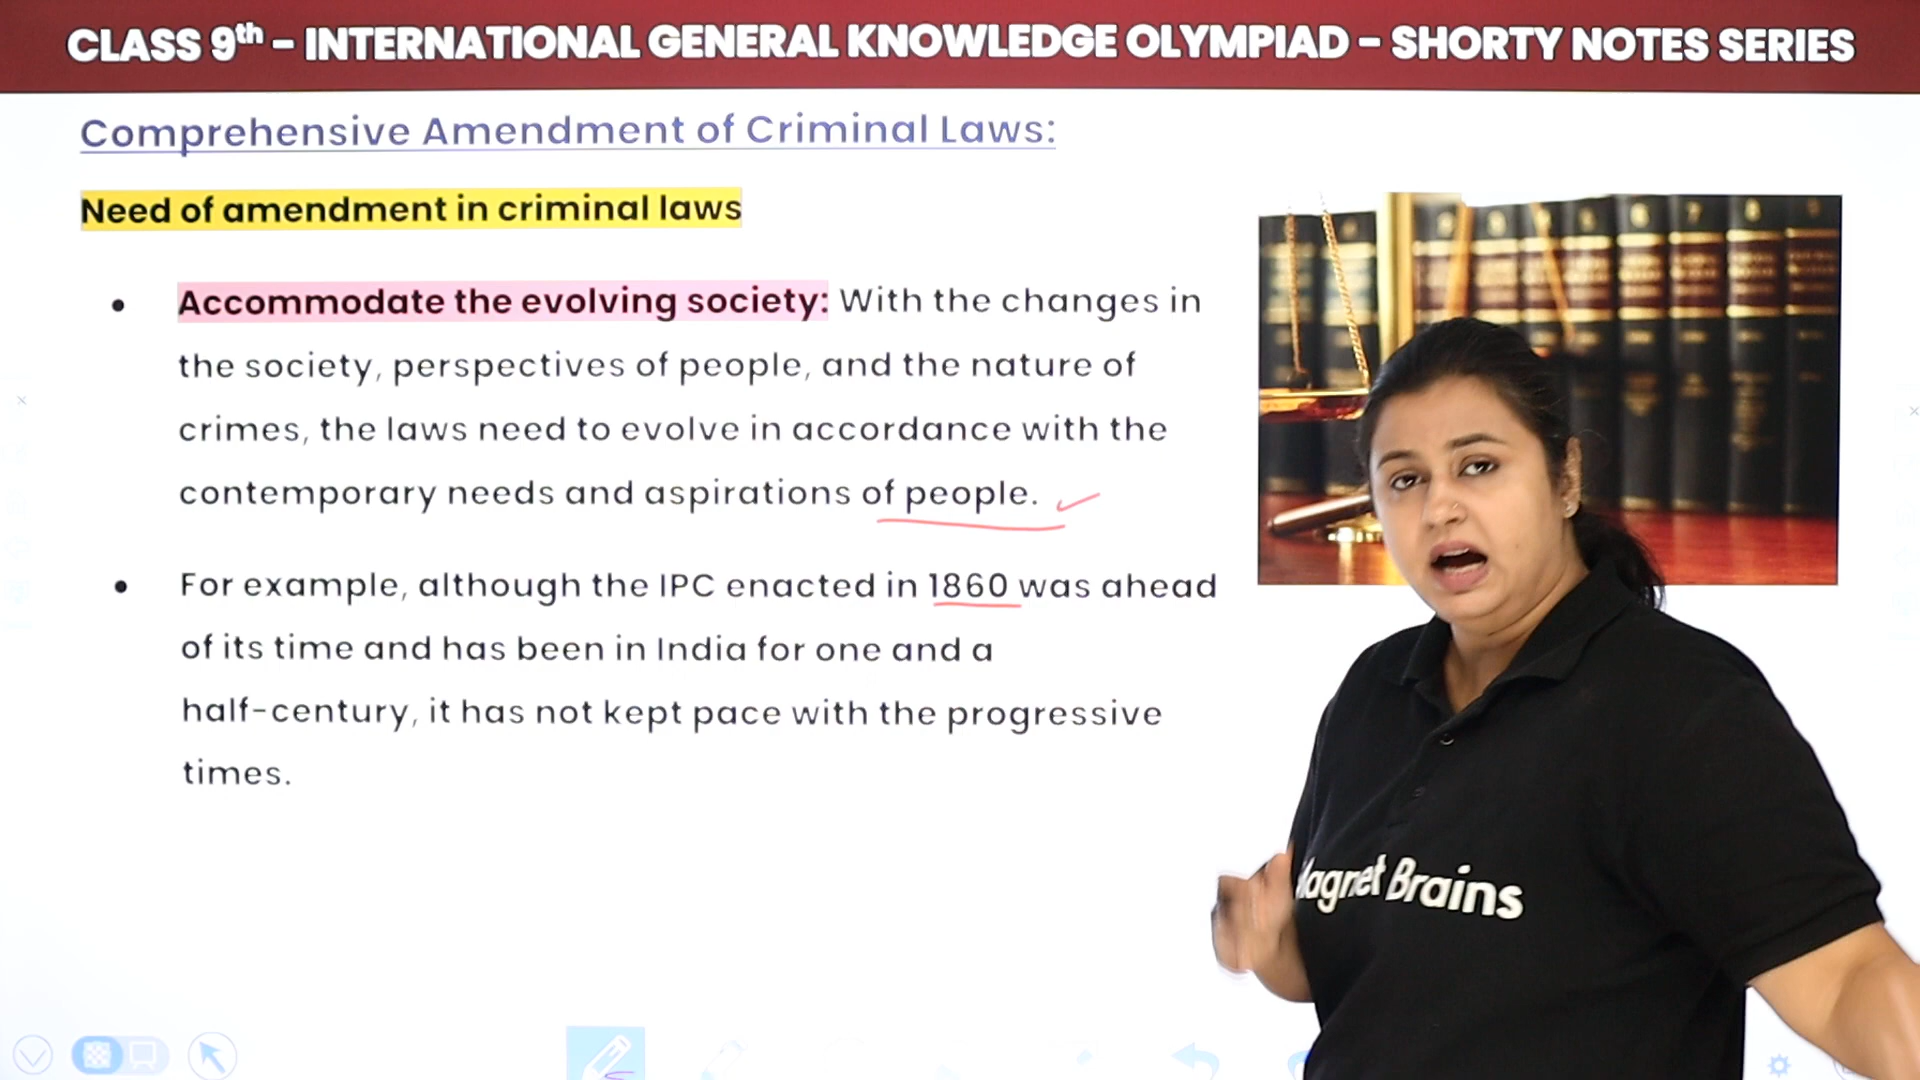 CLASS 9th – INTERNATIONAL GENERAL KNOWLEDGE OLYMPIAD – SHORTY NOTES SERIES
Comprehensive Amendment of Criminal Laws:
Need of amendment in criminal laws
• Accommodate the evolving society: With the changes in
the society, perspectives of people, and the nature of
crimes, the laws need to evolve in accordance with the
contemporary needs and aspirations of people.
• For example, although the IPC enacted in 1860 was ahead
of its time and has been in India for one and a
half-century, it has not kept pace with the progressive
times.
agnet Brains